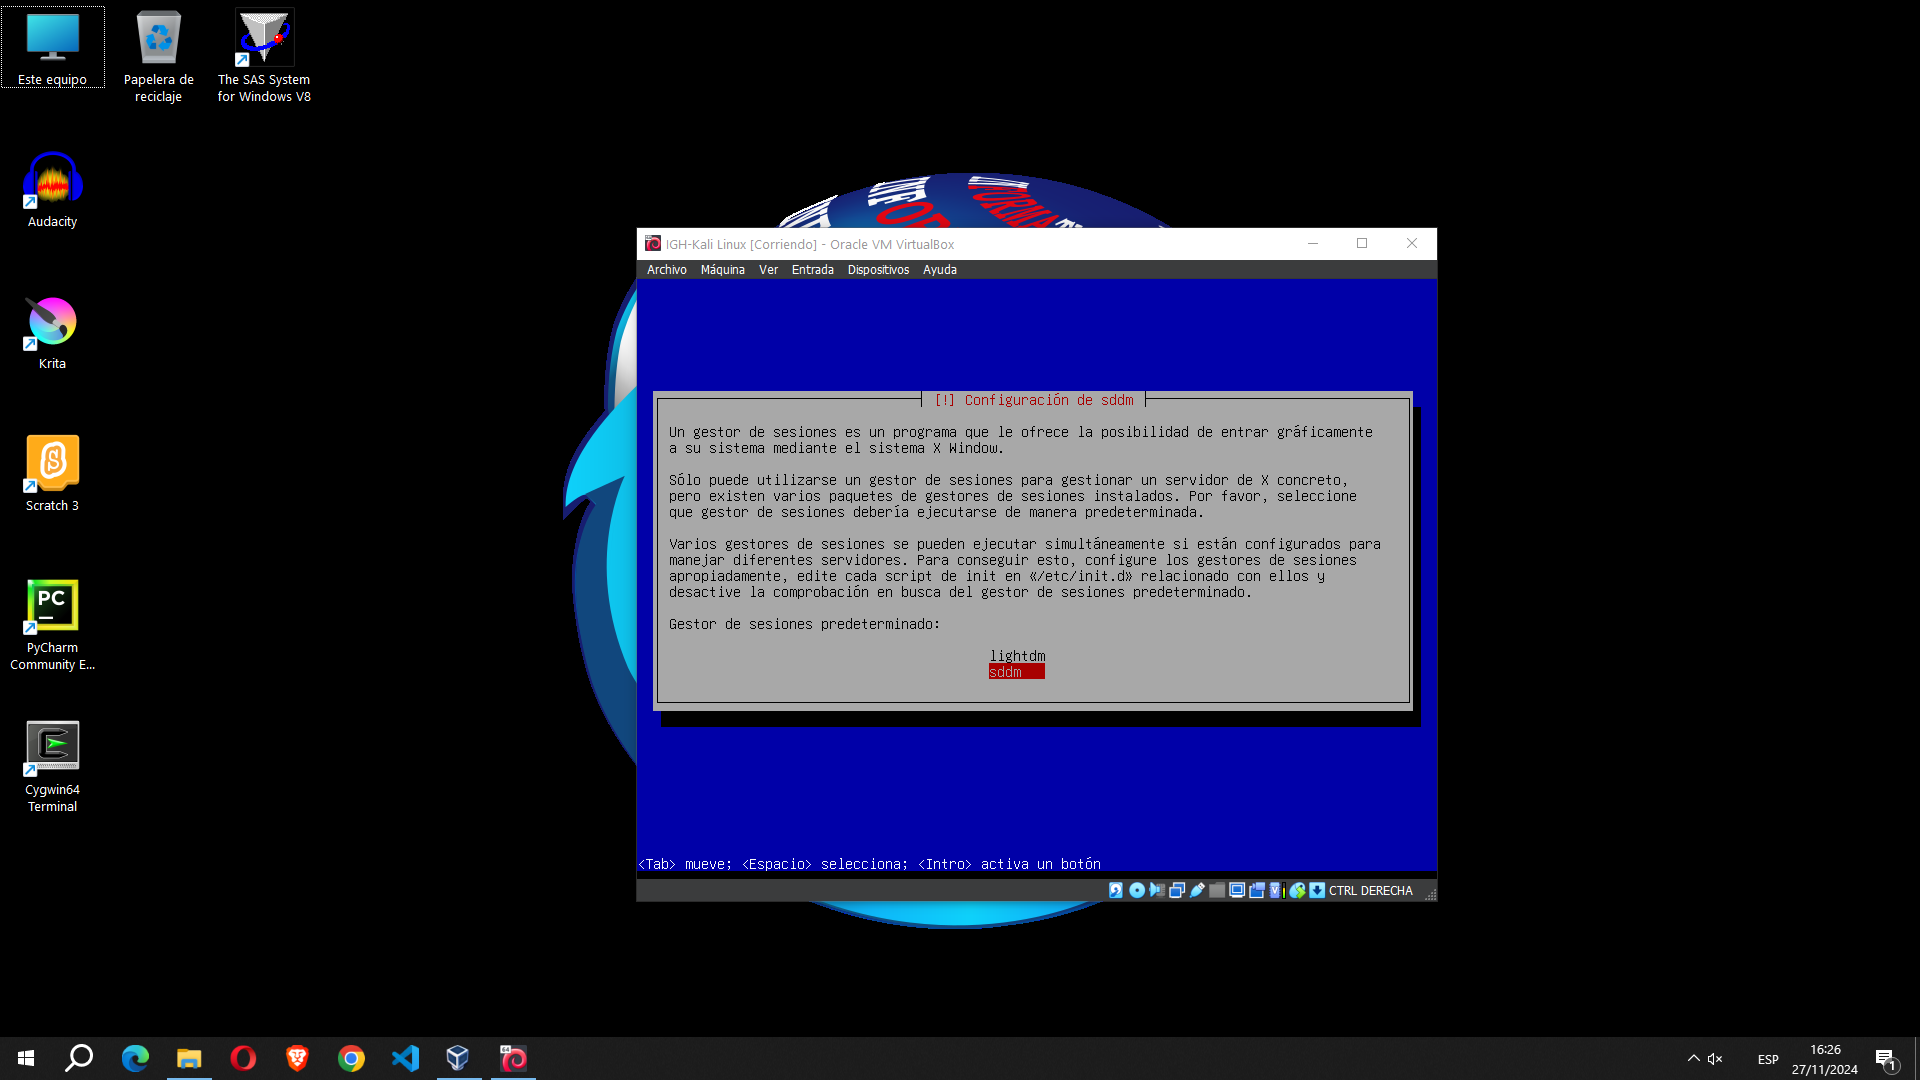 Este equipo
Papelera de
reciclaje
The SAS System
for Windows V8
Audacity
Krita
Scratch 3
PC
PyCharm
Community E...
Cygwin64
Terminal
IGH-Kali Linux [Corriendo] - Oracle VM VirtualBox
Archivo Máquina Ver Entrada Dispositivos Ayuda
[!] Configuración de sddm
Un gestor de sesiones es un programa que le ofrece la posibilidad de entrar gráficamente
a su sistema mediante el sistema X Window.
Sólo puede utilizarse un gestor de sesiones para gestionar un servidor de X concreto,
pero existen varios paquetes de gestores de sesiones instalados. Por favor, seleccione
que gestor de sesiones debería ejecutarse de manera predeterminada.
Varios gestores de sesiones se pueden ejecutar simultáneamente si están configurados para
manejar diferentes servidores. Para conseguir esto, configure los gestores de sesiones
apropiadamente, edite cada script de init en «/etc/init.d» relacionado con ellos y
desactive la comprobación en busca del gestor de sesiones predeterminado.
Gestor de sesiones predeterminado:
lightdm
sddm
<Tab> mueve; <Espacio> selecciona; <Intro> activa un botón
CTRL DERECHA
ESP
16:26
27/11/2024
1